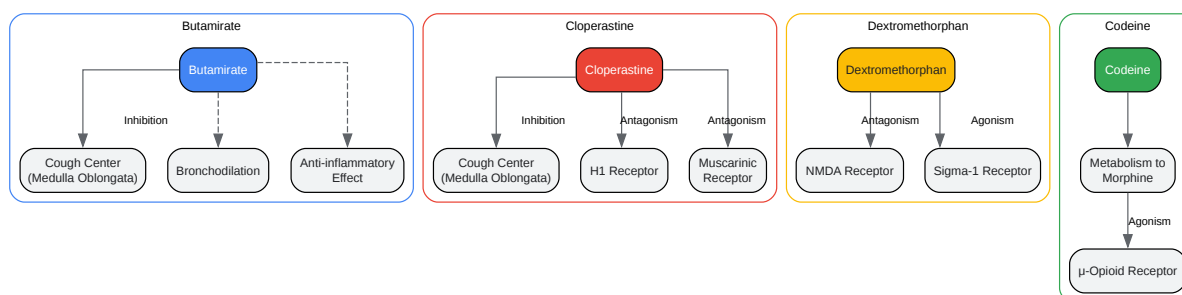 Butamirate
Butamirate
Inhibition
Cough Center
(Medulla Oblongata)
Bronchodilation
Anti-inflammatory
Effect
Cloperastine
Cloperastine
Inhibition
Antagonism
Antagonism
Cough Center
(Medulla Oblongata)
H1 Receptor
Muscarinic
Receptor
Dextromethorphan
Dextromethorphan
Antagonism
Agonism
NMDA Receptor
Sigma-1 Receptor
Codeine
Codeine
Metabolism to
Morphine
Agonism
μ-Opioid Receptor